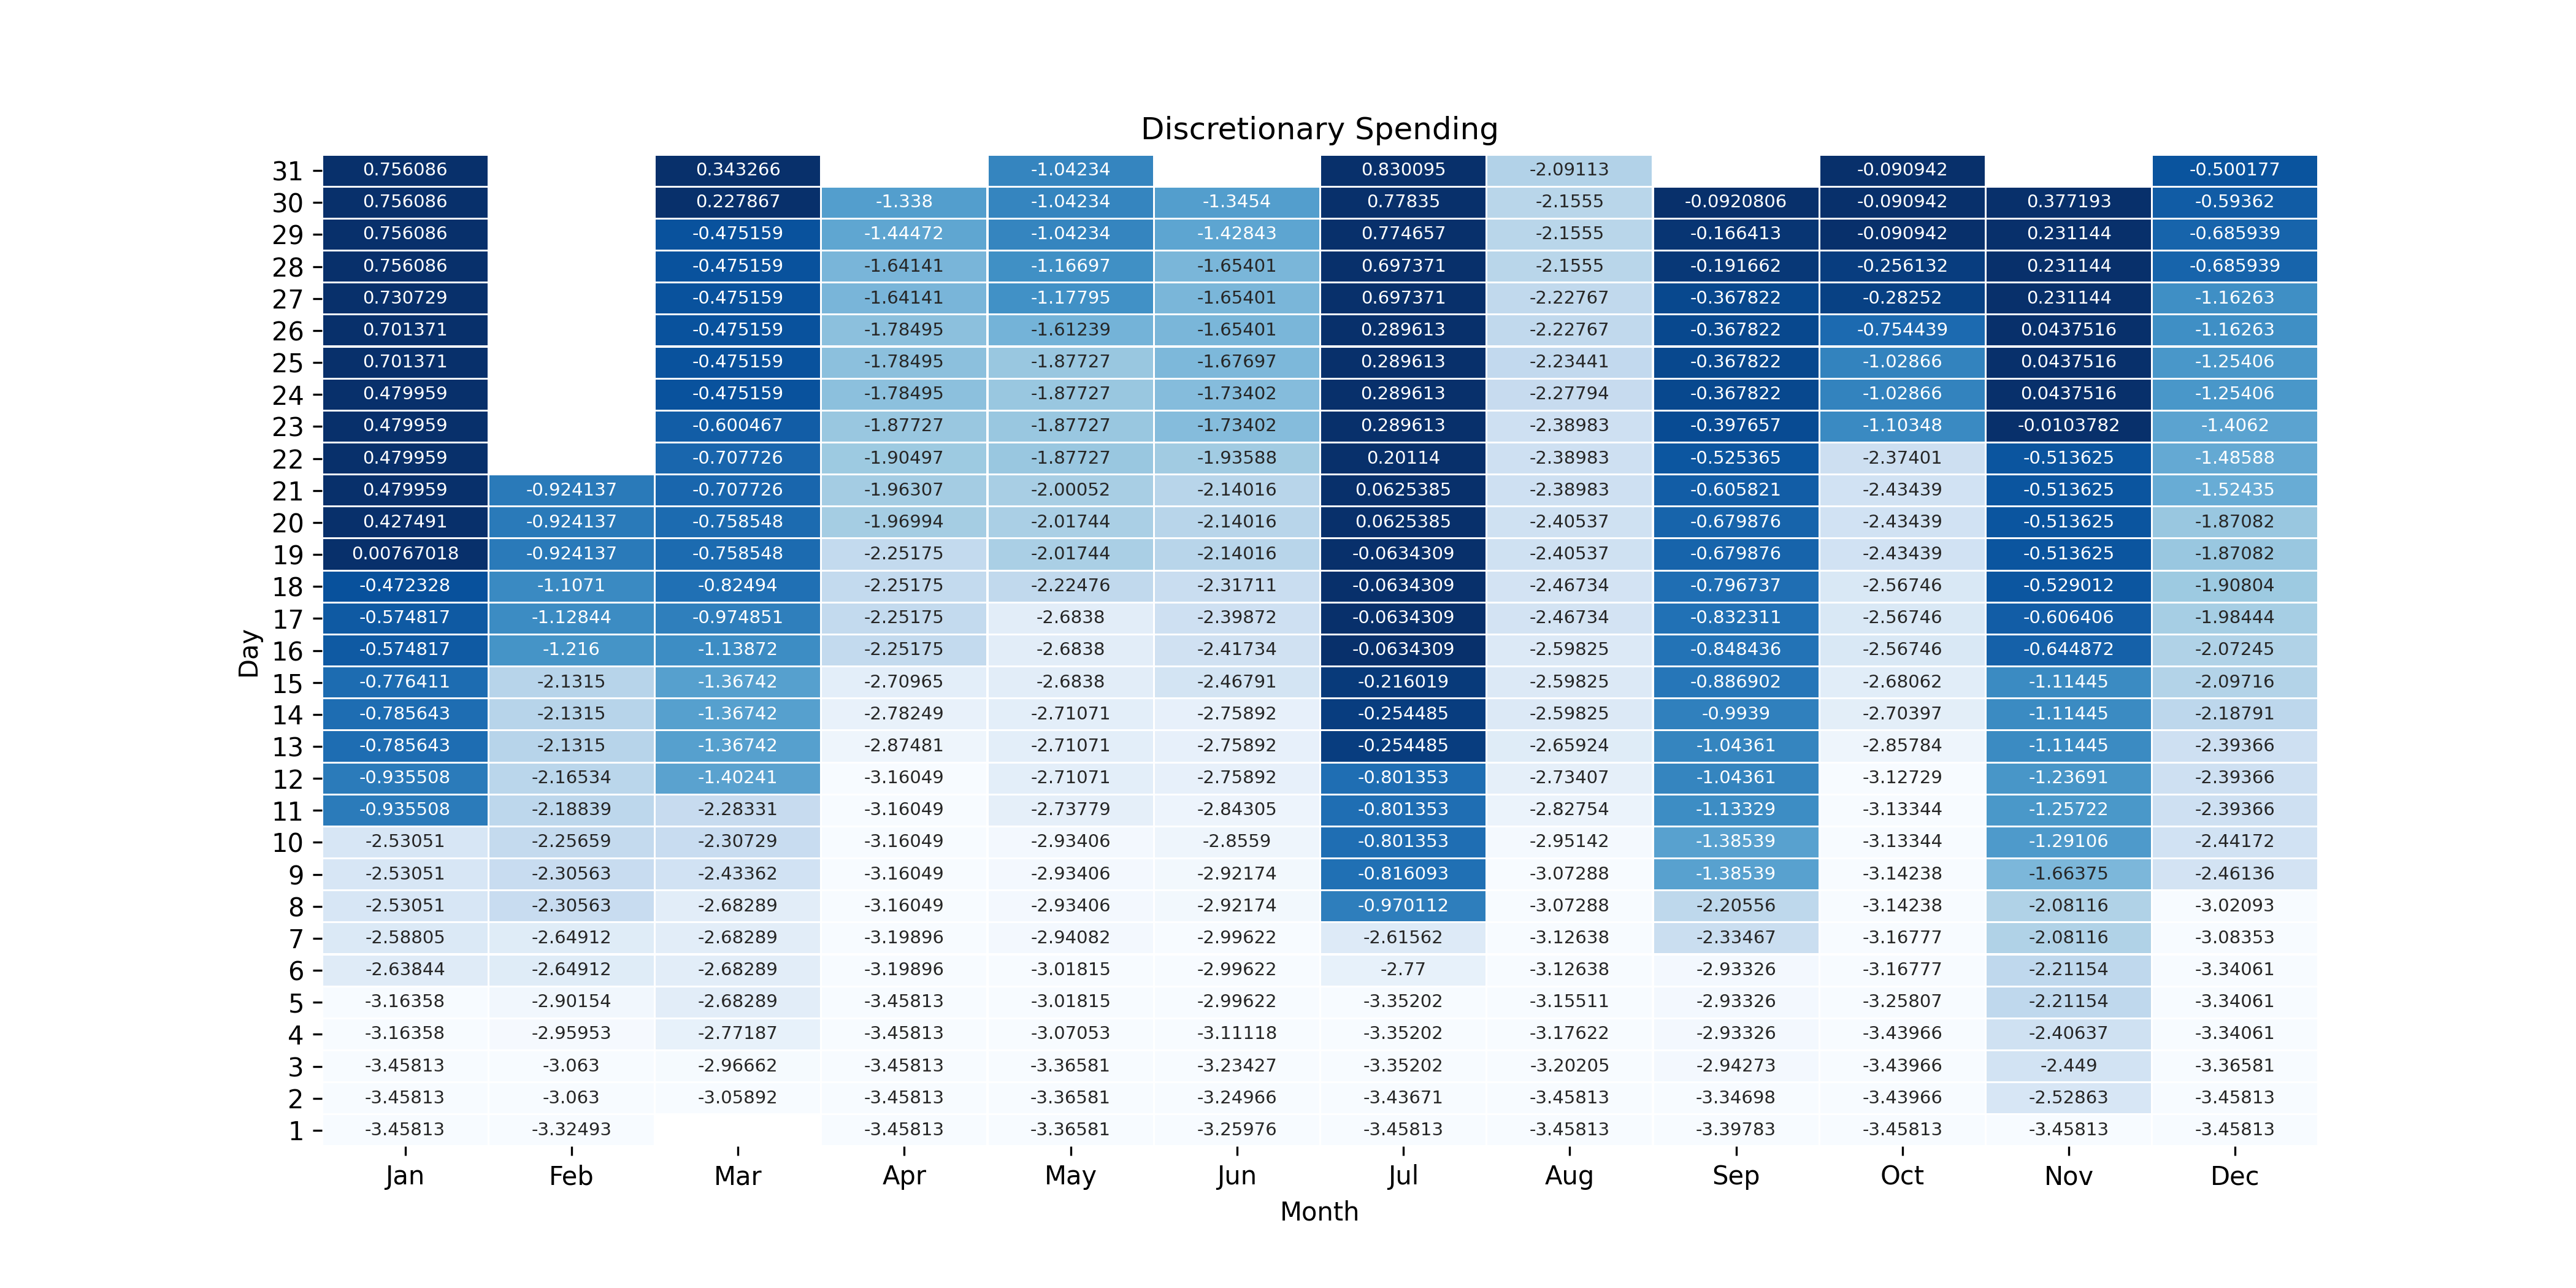 Discretionary Spending
31 0.756086 0.343266 -1.04234 0.830095 -2.09113 -0.090942 -0.500177
30 0.756086 0.227867 -1.338 -1.04234 -1.3454 0.77835 -2.1555 -0.0920806 -0.090942 0.377193 -0.59362
29 0.756086 -0.475159 -1.44472 -1.04234 -1.42843 0.774657 -2.1555 -0.166413 -0.090942 0.231144 -0.685939
28 0.756086 -0.475159 -1.64141 -1.16697 -1.65401 0.697371 -2.1555 -0.191662 -0.256132 0.231144 -0.685939
27 0.730729 -0.475159 -1.64141 -1.17795 -1.65401 0.697371 -2.22767 -0.367822 -0.28252 0.231144 -1.16263
26 0.701371 -0.475159 -1.78495 -1.61239 -1.65401 0.289613 -2.22767 -0.367822 -0.754439 0.0437516 -1.16263
25 0.701371 -0.475159 -1.78495 -1.87727 -1.67697 0.289613 -2.23441 -0.367822 -1.02866 0.0437516 -1.25406
24 0.479959 -0.475159 -1.78495 -1.87727 -1.73402 0.289613 -2.27794 -0.367822 -1.02866 0.0437516 -1.25406
23 0.479959 -0.600467 -1.87727 -1.87727 -1.73402 0.289613 -2.38983 -0.397657 -1.10348 -0.0103782 -1.4062
22 0.479959 -0.707726 -1.90497 -1.87727 -1.93588 0.20114 -2.38983 -0.525365 -2.37401 -0.513625 -1.48588
21 0.479959 -0.924137 -0.707726 -1.96307 -2.00052 -2.14016 0.0625385 -2.38983 -0.605821 -2.43439 -0.513625 -1.52435
20 0.427491 -0.924137 -0.758548 -1.96994 -2.01744 -2.14016 0.0625385 -2.40537 -0.679876 -2.43439 -0.513625 -1.87082
19 0.00767018 -0.924137 -0.758548 -2.25175 -2.01744 -2.14016 -0.0634309 -2.40537 -0.679876 -2.43439 -0.513625 -1.87082
18 -0.472328 -1.1071 -0.82494 -2.25175 -2.22476 -2.31711 -0.0634309 -2.46734 -0.796737 -2.56746 -0.529012 -1.90804
17 -0.574817 -1.12844 -0.974851 -2.25175 -2.6838 -2.39872 -0.0634309 -2.46734 -0.832311 -2.56746 -0.606406 -1.98444
16 -0.574817 -1.216 -1.13872 -2.25175 -2.6838 -2.41734 -0.0634309 -2.59825 -0.848436 -2.56746 -0.644872 -2.07245
15 -0.776411 -2.1315 -1.36742 -2.70965 -2.6838 -2.46791 -0.216019 -2.59825 -0.886902 -2.68062 -1.11445 -2.09716
14 -0.785643 -2.1315 -1.36742 -2.78249 -2.71071 -2.75892 -0.254485 -2.59825 -0.9939 -2.70397 -1.11445 -2.18791
13 -0.785643 -2.1315 -1.36742 -2.87481 -2.71071 -2.75892 -0.254485 -2.65924 -1.04361 -2.85784 -1.11445 -2.39366
12 -0.935508 -2.16534 -1.40241 -3.16049 -2.71071 -2.75892 -0.801353 -2.73407 -1.04361 -3.12729 -1.23691 -2.39366
11 -0.935508 -2.18839 -2.28331 -3.16049 -2.73779 -2.84305 -0.801353 -2.82754 -1.13329 -3.13344 -1.25722 -2.39366
10 -2.53051 -2.25659 -2.30729 -3.16049 -2.93406 -2.8559 -0.801353 -2.95142 -1.38539 -3.13344 -1.29106 -2.44172
9 -2.53051 -2.30563 -2.43362 -3.16049 -2.93406 -2.92174 -0.816093 -3.07288 -1.38539 -3.14238 -1.66375 -2.46136
8 -2.53051 -2.30563 -2.68289 -3.16049 -2.93406 -2.92174 -0.970112 -3.07288 -2.20556 -3.14238 -2.08116 -3.02093
7 -2.58805 -2.64912 -2.68289 -3.19896 -2.94082 -2.99622 -2.61562 -3.12638 -2.33467 -3.16777 -2.08116 -3.08353
6 -2.63844 -2.64912 -2.68289 -3.19896 -3.01815 -2.99622 -2.77 -3.12638 -2.93326 -3.16777 -2.21154 -3.34061
5 -3.16358 -2.90154 -2.68289 -3.45813 -3.01815 -2.99622 -3.35202 -3.15511 -2.93326 -3.25807 -2.21154 -3.34061
4 -3.16358 -2.95953 -2.77187 -3.45813 -3.07053 -3.11118 -3.35202 -3.17622 -2.93326 -3.43966 -2.40637 -3.34061
3 -3.45813 -3.063 -2.96662 -3.45813 -3.36581 -3.23427 -3.35202 -3.20205 -2.94273 -3.43966 -2.449 -3.36581
2 -3.45813 -3.063 -3.05892 -3.45813 -3.36581 -3.24966 -3.43671 -3.45813 -3.34698 -3.43966 -2.52863 -3.45813
1 -3.45813 -3.32493 -3.45813 -3.36581 -3.25976 -3.45813 -3.45813 -3.39783 -3.45813 -3.45813 -3.45813
Jan Feb Mar Apr May Jun Jul Aug Sep Oct Nov Dec
Month
Day